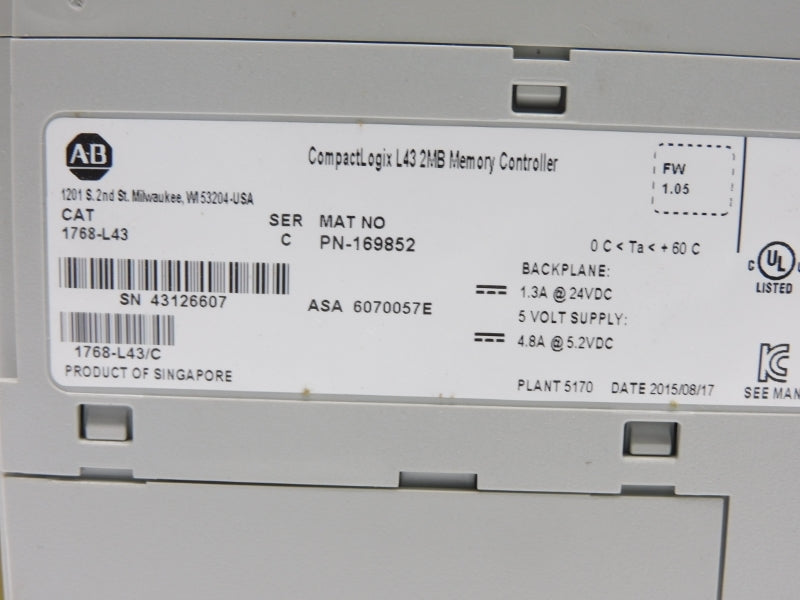 A-B
CompactLogix L43 2MB Memory Controller
FW
1.05
1201 S. 2nd St. Milwaukee, WI 53204-USA
CAT
1768-L43
SER
C
MAT NO
PN-169852
0 C < Ta < + 60 C
BACKPLANE:
1.3A @ 24VDC
5 VOLT SUPPLY:
4.8A @ 5.2VDC
SN 43126607
ASA 6070057E
1768-L43/C
PRODUCT OF SINGAPORE
PLANT 5170 DATE 2015/08/17
C UL
LISTED
KC
SEE MAN